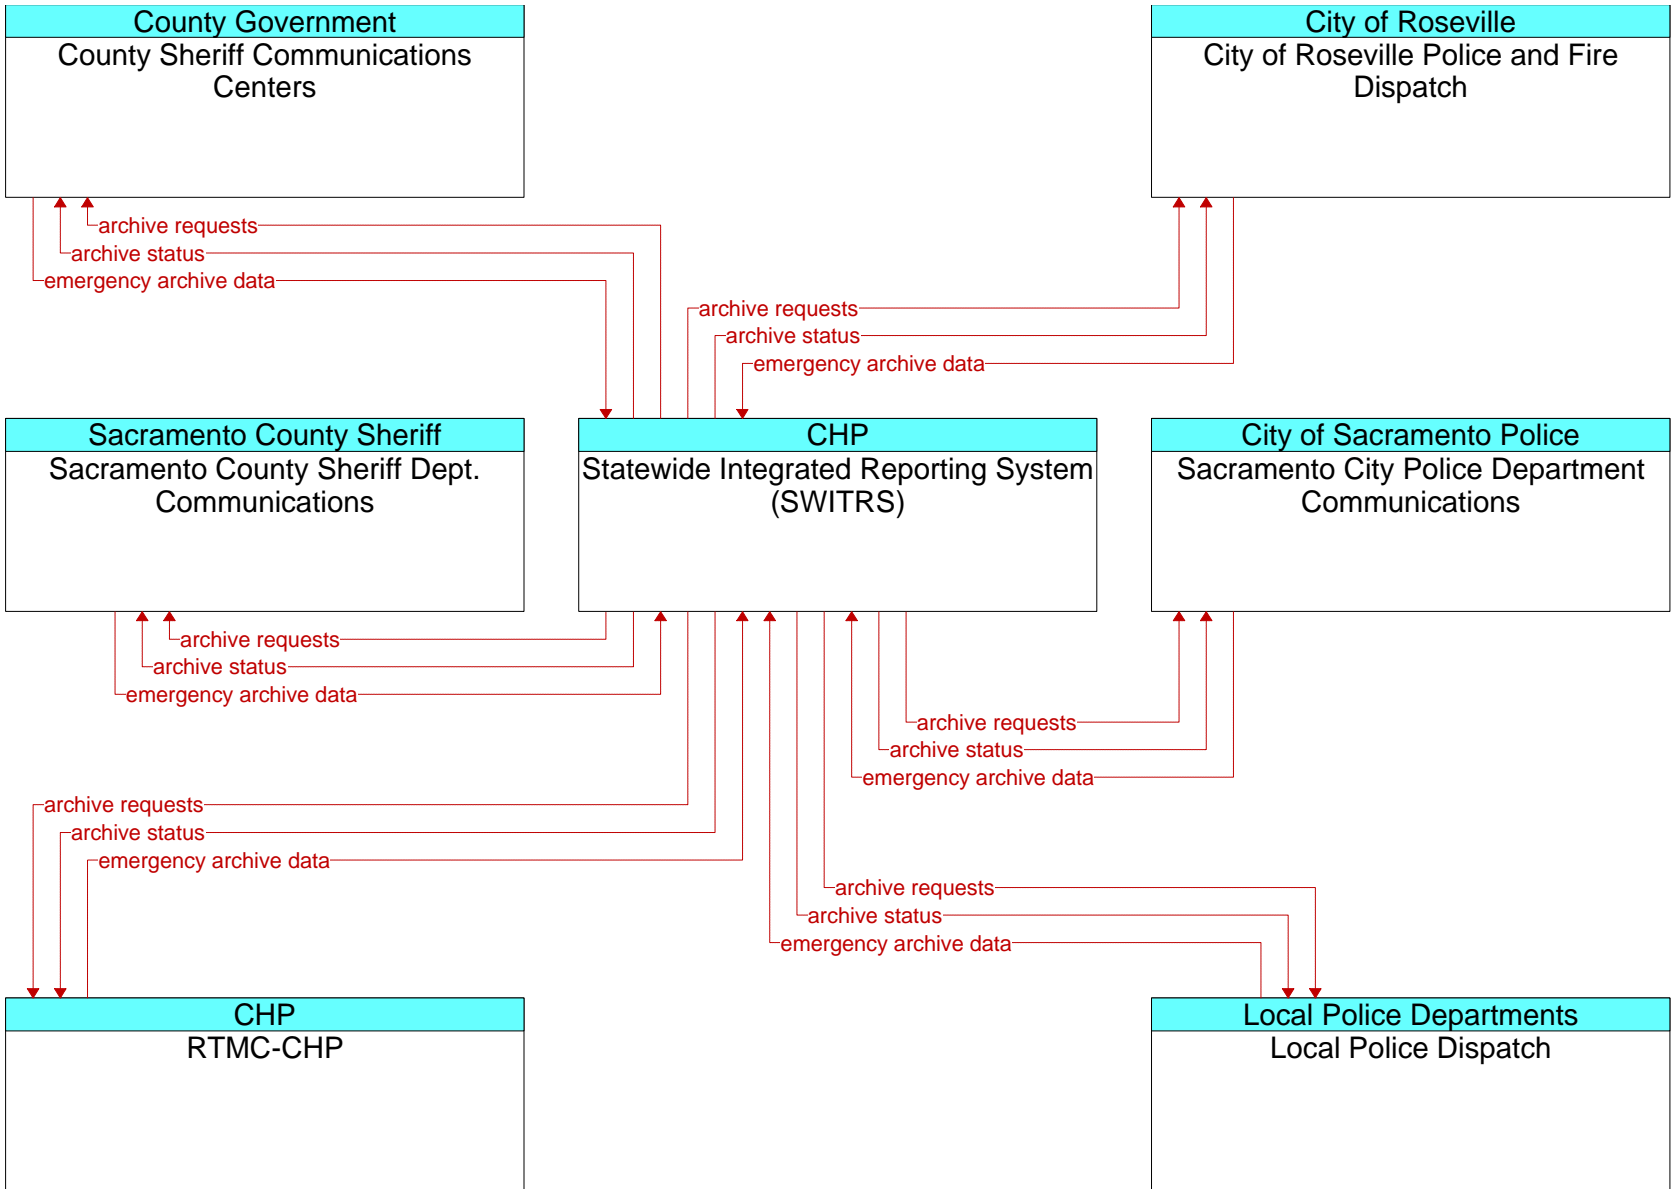 County Government
County Sheriff Communications
Centers
City of Roseville
City of Roseville Police and Fire
Dispatch
archive requests
archive status
emergency archive data
archive requests
archive status
emergency archive data
Sacramento County Sheriff
Sacramento County Sheriff Dept.
Communications
CHP
Statewide Integrated Reporting System
(SWITRS)
City of Sacramento Police
Sacramento City Police Department
Communications
archive requests
archive status
emergency archive data
archive requests
archive status
emergency archive data
archive requests
archive status
emergency archive data
archive requests
archive status
emergency archive data
CHP
RTMC-CHP
Local Police Departments
Local Police Dispatch